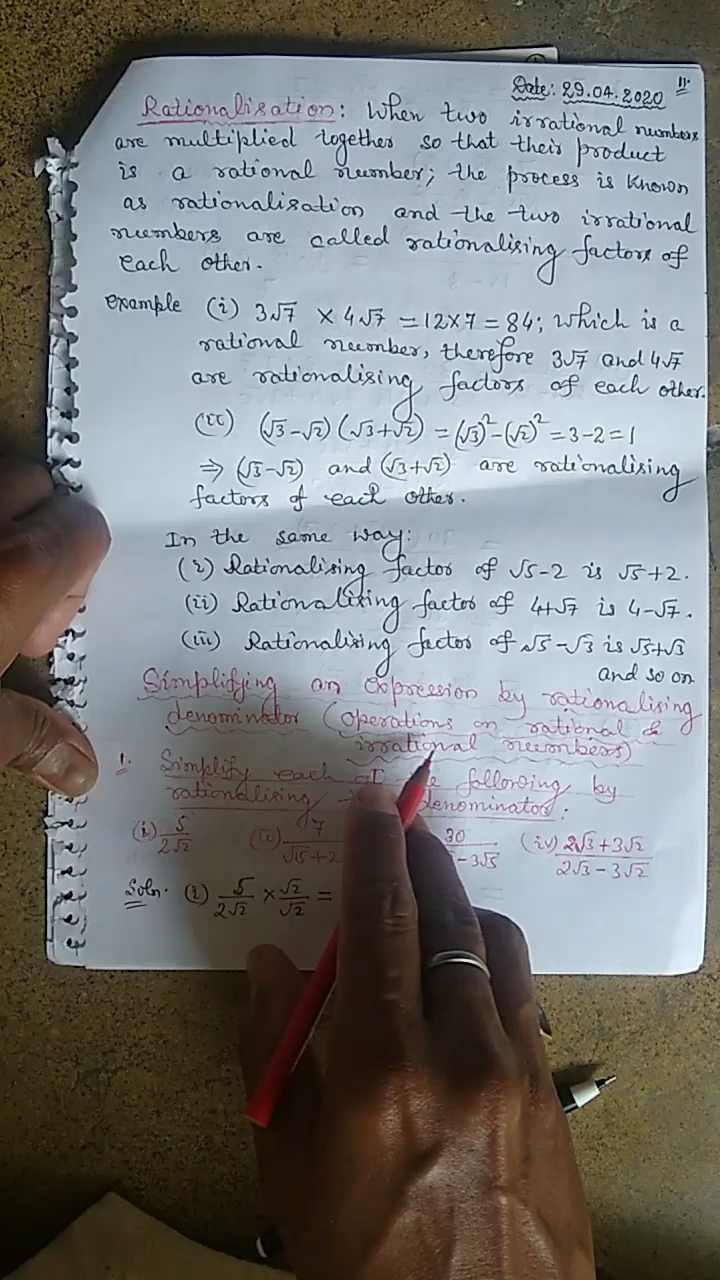 Date: 29.04.2020
11.
Rationalisation: When two irrational numbers
are multiplied together so that their product
is a rational number; the process is known
as rationalisation and the two irrational
numbers are called rationalising factors of
each other.
Example (i) 3√7 × 4√7 = 12×7 = 84; which is a
rational number, therefore 3√7 and 4√7
are rationalising factors of each other.
(ii) (√3-√2) (√3+√2) = (√3)² - (√2)² = 3-2 = 1
⇒ (√3-√2) and (√3+√2) are rationalising
factors of each other.
In the same way:
(i) Rationalising factor of √5-2 is √5+2.
(ii) Rationalising factor of 4+√7 is 4-√7.
(iii) Rationalising factor of √5-√3 is √5+√3
and so on
Simplifying an expression by rationalising
denominator (operations on rational &
irrational numbers)
1. Simplify each following by
rationalising denominator:
(i) 5/2√2 (ii) 7/√15+2 30/-3√5 (iv) 2√3+3√2/2√3-3√2
Soln. (i) 5/2√2 × √2/√2 =